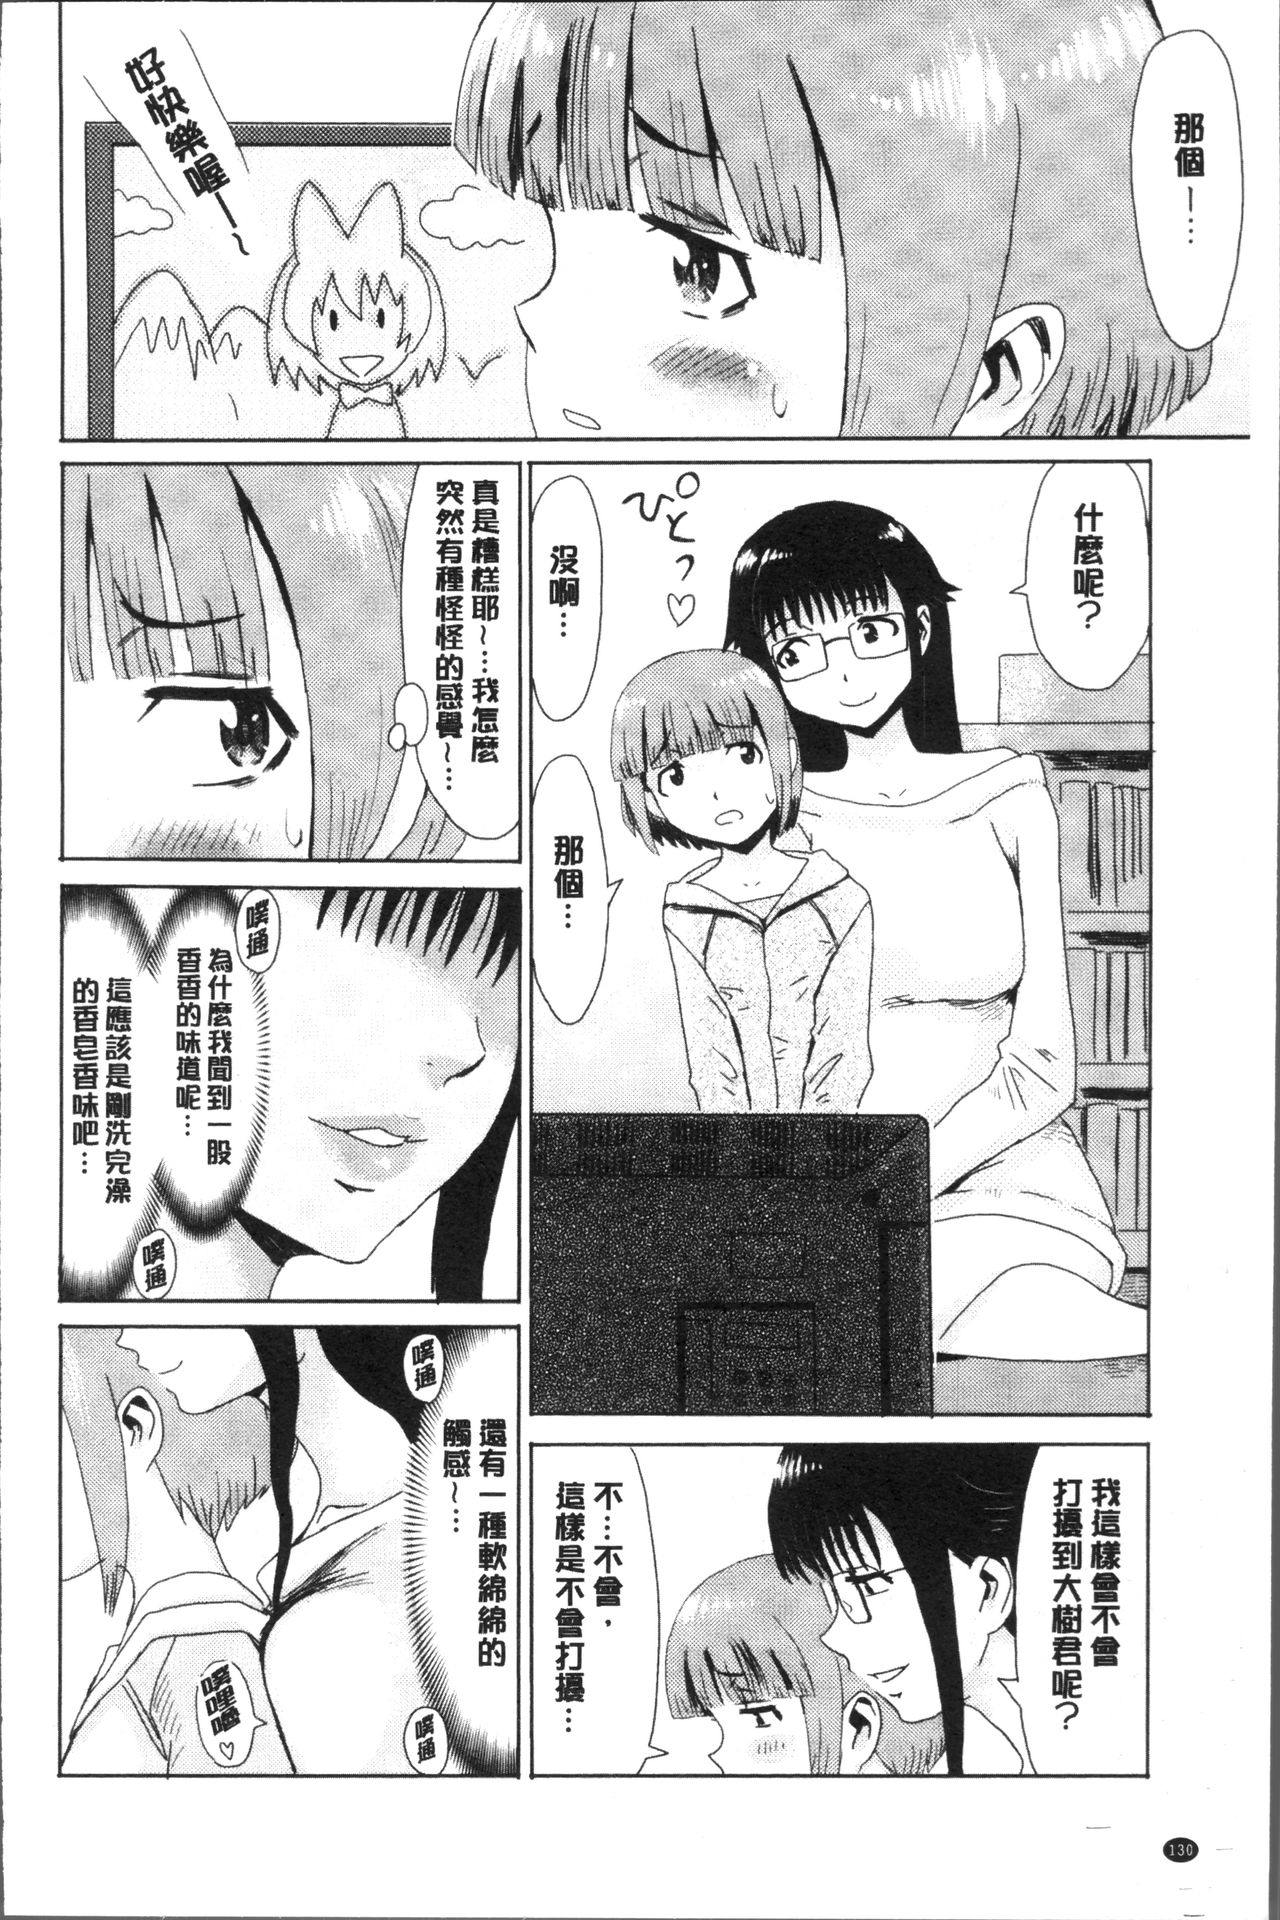 那個ー…
好快樂喔ー~
什麼呢？
ぴとっ♡
沒啊…
那個…
真是糟糕耶~…我怎麼
突然有種怪怪的感覺~…
噗通
為什麼我聞到一股
香香的味道呢…
這應該是剛洗完澡
的香皂香味吧…
噗通
我這樣會不會
打擾到大樹君呢？
不…不會，
這樣是不會打擾…
噗通
還有一種軟綿綿的
觸感~…
噗哩嚕♡
噗通
130